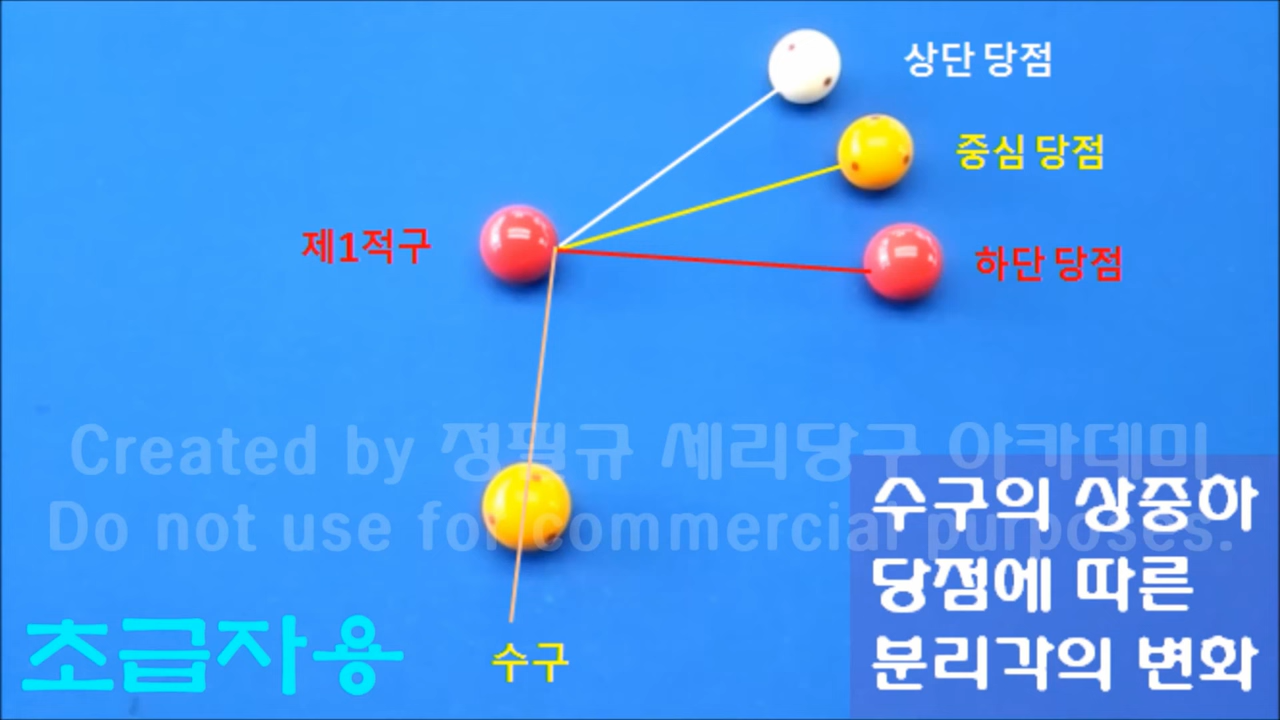 상단 당점
중심 당점
제1적구
하단 당점
Created by 정필규 세리당구 아카데미
Do not use for commercial purposes.
수구의 상중하
당점에 따른
분리각의 변화
초급자용
수구